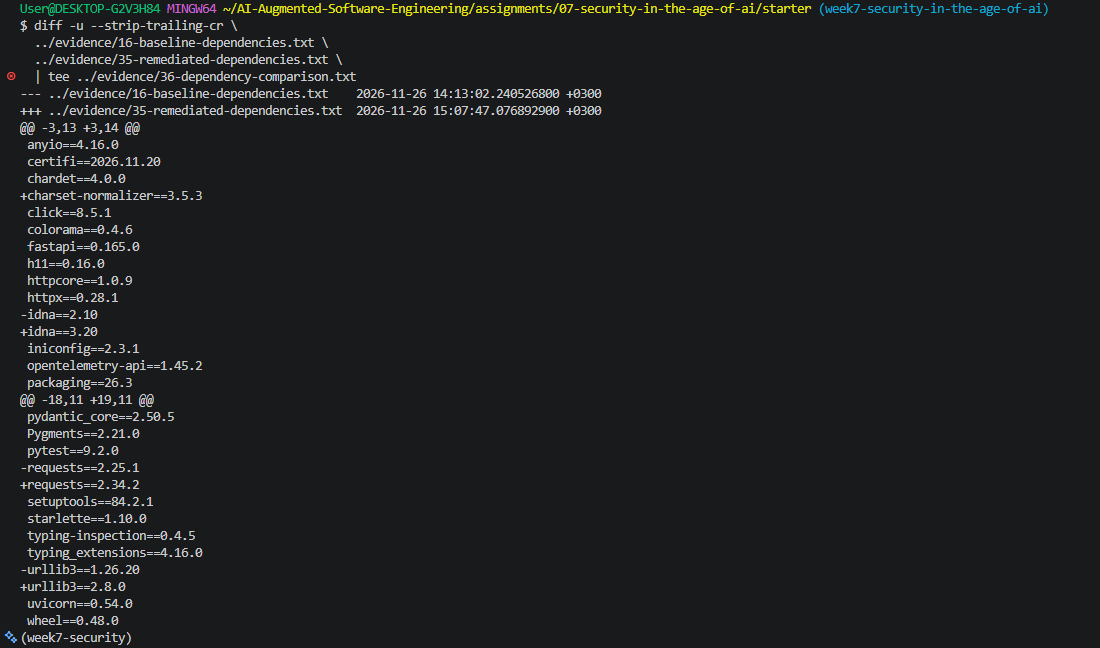 User@DESKTOP-G2V3H84 MINGW64 ~/AI-Augmented-Software-Engineering/assignments/07-security-in-the-age-of-ai/starter (week7-security-in-the-age-of-ai)
$ diff -u --strip-trailing-cr \
  ../evidence/16-baseline-dependencies.txt \
  ../evidence/35-remediated-dependencies.txt \
  | tee ../evidence/36-dependency-comparison.txt
--- ../evidence/16-baseline-dependencies.txt    2026-11-26 14:13:02.240526800 +0300
+++ ../evidence/35-remediated-dependencies.txt  2026-11-26 15:07:47.076892900 +0300
@@ -3,13 +3,14 @@
 anyio==4.16.0
 certifi==2026.11.20
 chardet==4.0.0
+charset-normalizer==3.5.3
 click==8.5.1
 colorama==0.4.6
 fastapi==0.165.0
 h11==0.16.0
 httpcore==1.0.9
 httpx==0.28.1
-idna==2.10
+idna==3.20
 iniconfig==2.3.1
 opentelemetry-api==1.45.2
 packaging==26.3
@@ -18,11 +19,11 @@
 pydantic_core==2.50.5
 Pygments==2.21.0
 pytest==9.2.0
-requests==2.25.1
+requests==2.34.2
 setuptools==84.2.1
 starlette==1.10.0
 typing-inspection==0.4.5
 typing_extensions==4.16.0
-urllib3==1.26.20
+urllib3==2.8.0
 uvicorn==0.54.0
 wheel==0.48.0
(week7-security)